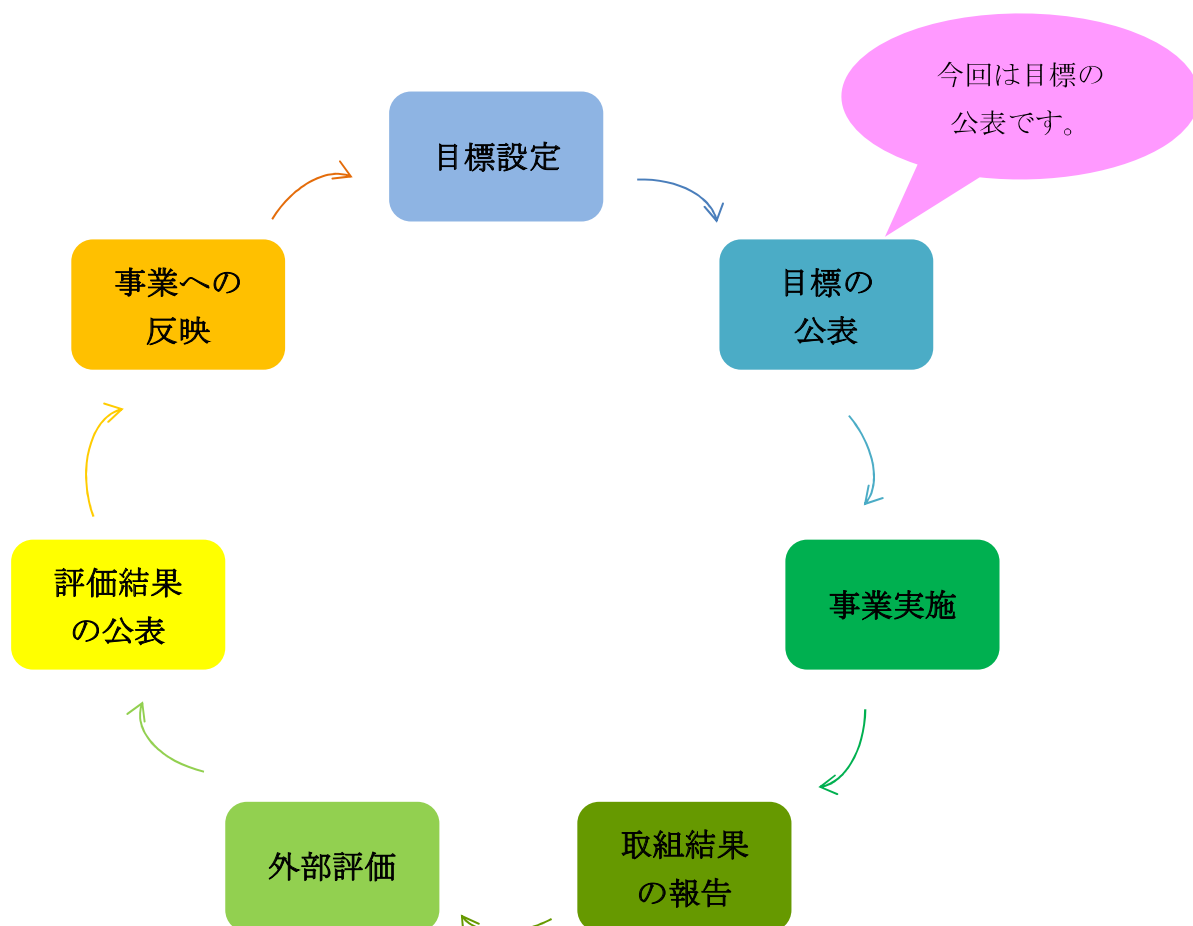 今回は目標の
公表です。
目標設定
目標の
公表
事業実施
取組結果
の報告
外部評価
評価結果
の公表
事業への
反映